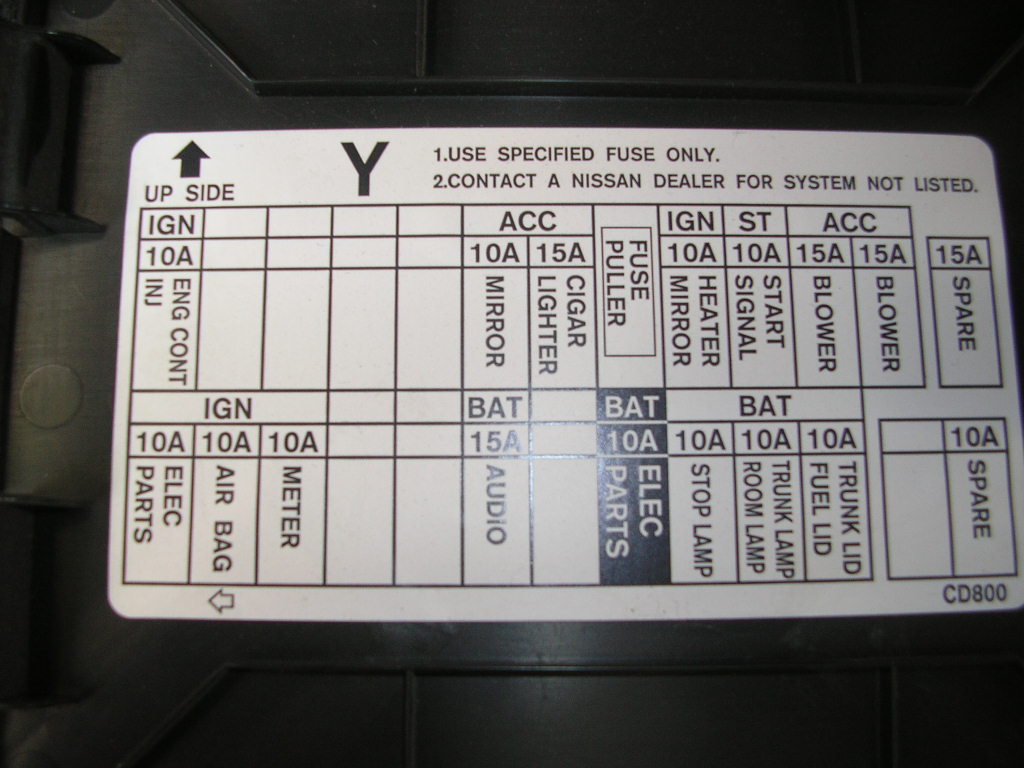 UP SIDE
Y
1.USE SPECIFIED FUSE ONLY.
2.CONTACT A NISSAN DEALER FOR SYSTEM NOT LISTED.
IGN ACC IGN ST ACC
10A 10A 15A 10A 10A 15A 15A 15A
ENG CONT
INJ
MIRROR
CIGAR
LIGHTER
FUSE
PULLER
HEATER
MIRROR
START
SIGNAL
BLOWER
BLOWER
SPARE
IGN BAT BAT BAT
10A 10A 10A 15A 10A 10A 10A 10A 10A
ELEC
PARTS
AIR BAG
METER
AUDIO
ELEC
PARTS
STOP LAMP
TRUNK LAMP
ROOM LAMP
TRUNK LID
FUEL LID
SPARE
CD800